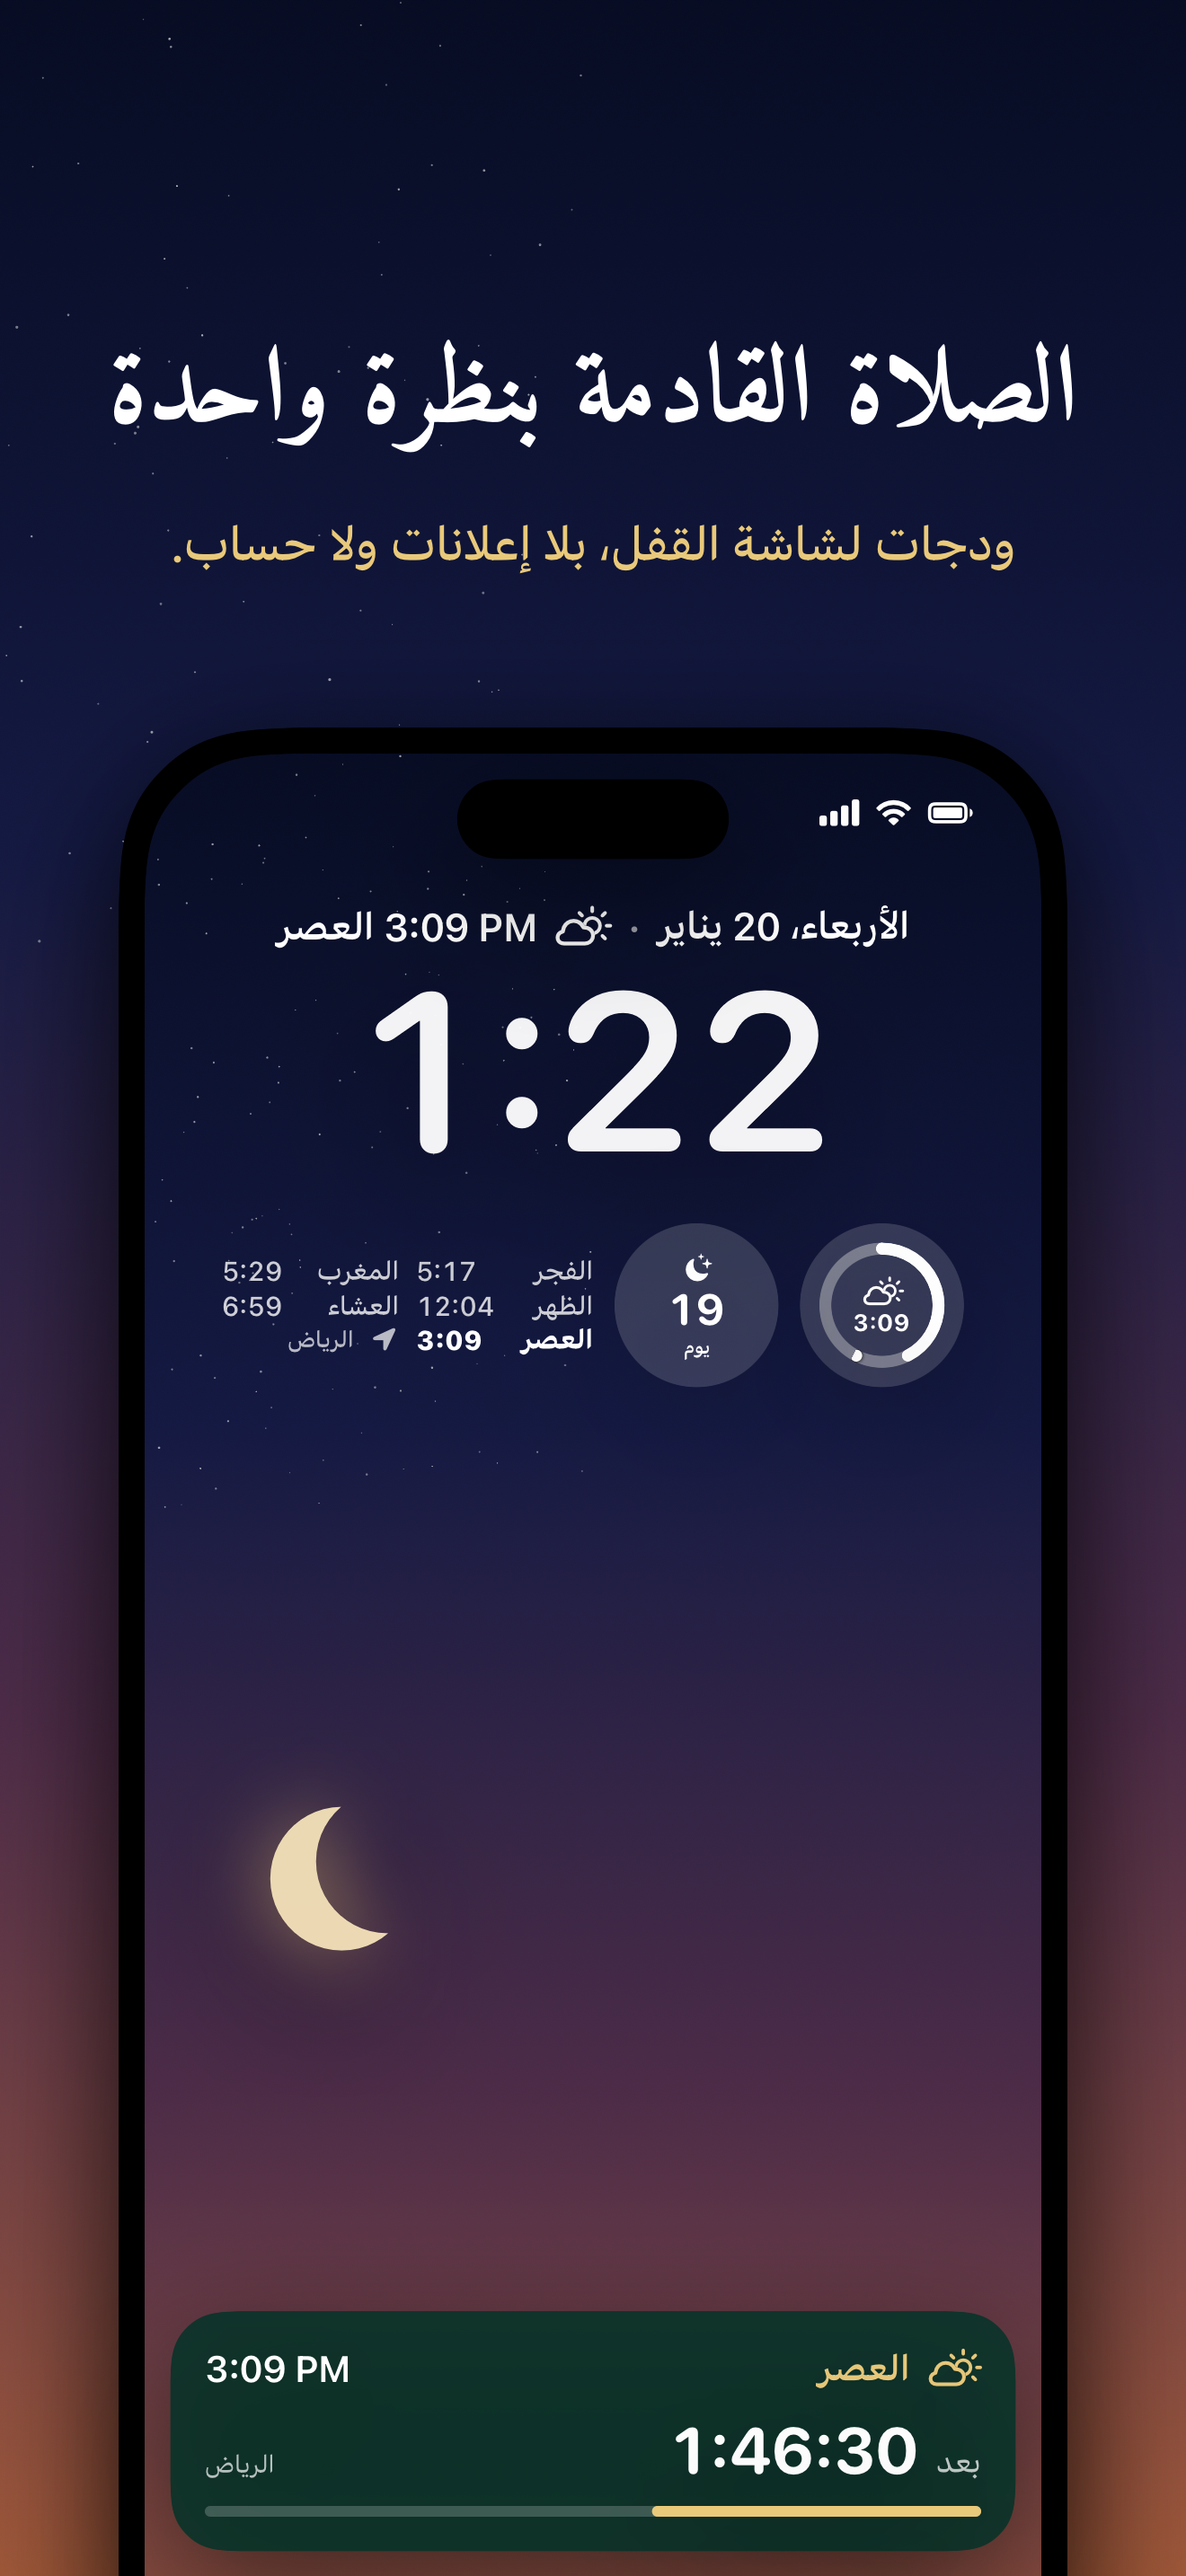 الصلاة القادمة بنظرة واحدة
ودجات لشاشة القفل، بلا إعلانات ولا حساب.
الأربعاء، 20 يناير · 3:09 PM العصر
1:22
3:09
19
يوم
الفجر 5:17 المغرب 5:29
الظهر 12:04 العشاء 6:59
العصر 3:09 الرياض
العصر 3:09 PM
بعد 1:46:30 الرياض